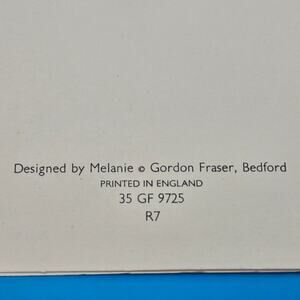 Designed by Melanie © Gordon Fraser, Bedford
PRINTED IN ENGLAND
35 GF 9725
R7